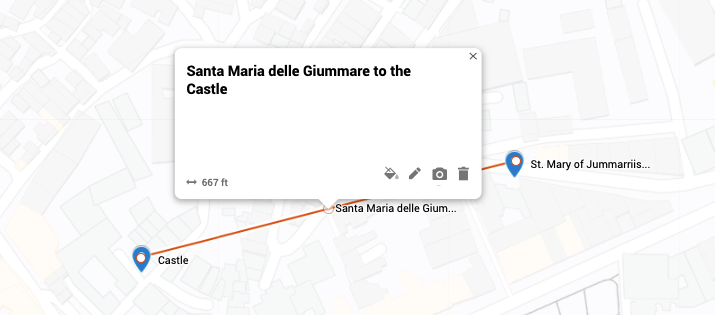 Santa Maria delle Giummare to the
Castle
667 ft
St. Mary of Jummarriis...
Santa Maria delle Gium...
Castle